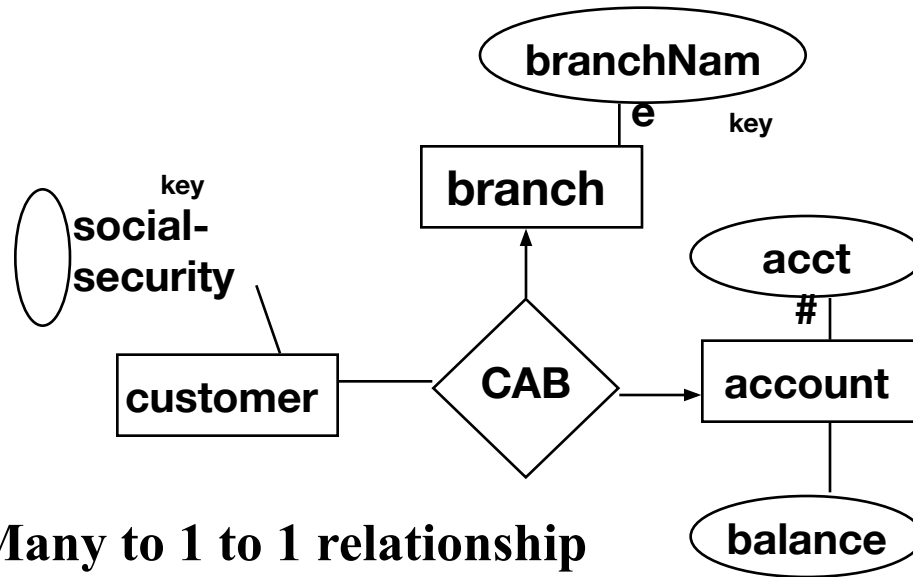 branchNam
e
key
branch
key
social-
security
acct
#
customer
CAB
account
Many to 1 to 1 relationship
balance